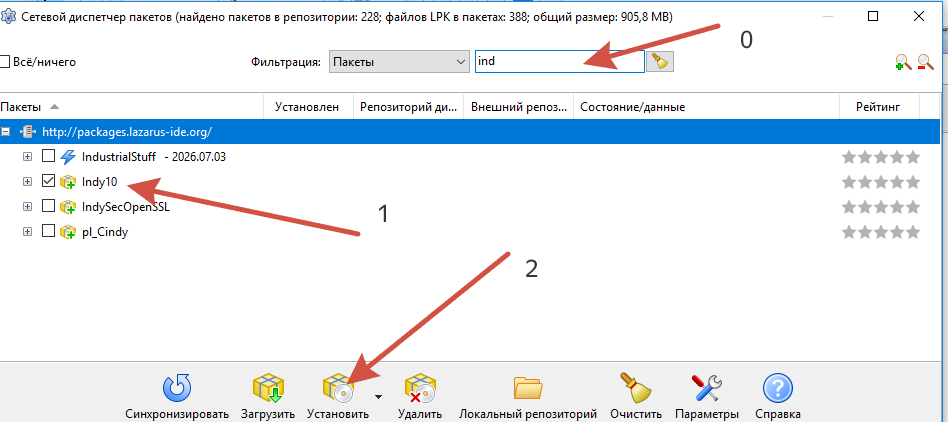 Сетевой диспетчер пакетов (найдено пакетов в репозитории: 228; файлов LPK в пакетах: 388; общий размер: 905,8 MB)
0
Всё/ничего Фильтрация: Пакеты ind
Пакеты Установлен Репозиторий ди... Внешний репоз... Состояние/данные Рейтинг
http://packages.lazarus-ide.org/
IndustrialStuff - 2026.07.03
Indy10
1
IndySecOpenSSL
pl_Cindy
2
Синхронизировать Загрузить Установить Удалить Локальный репозиторий Очистить Параметры Справка